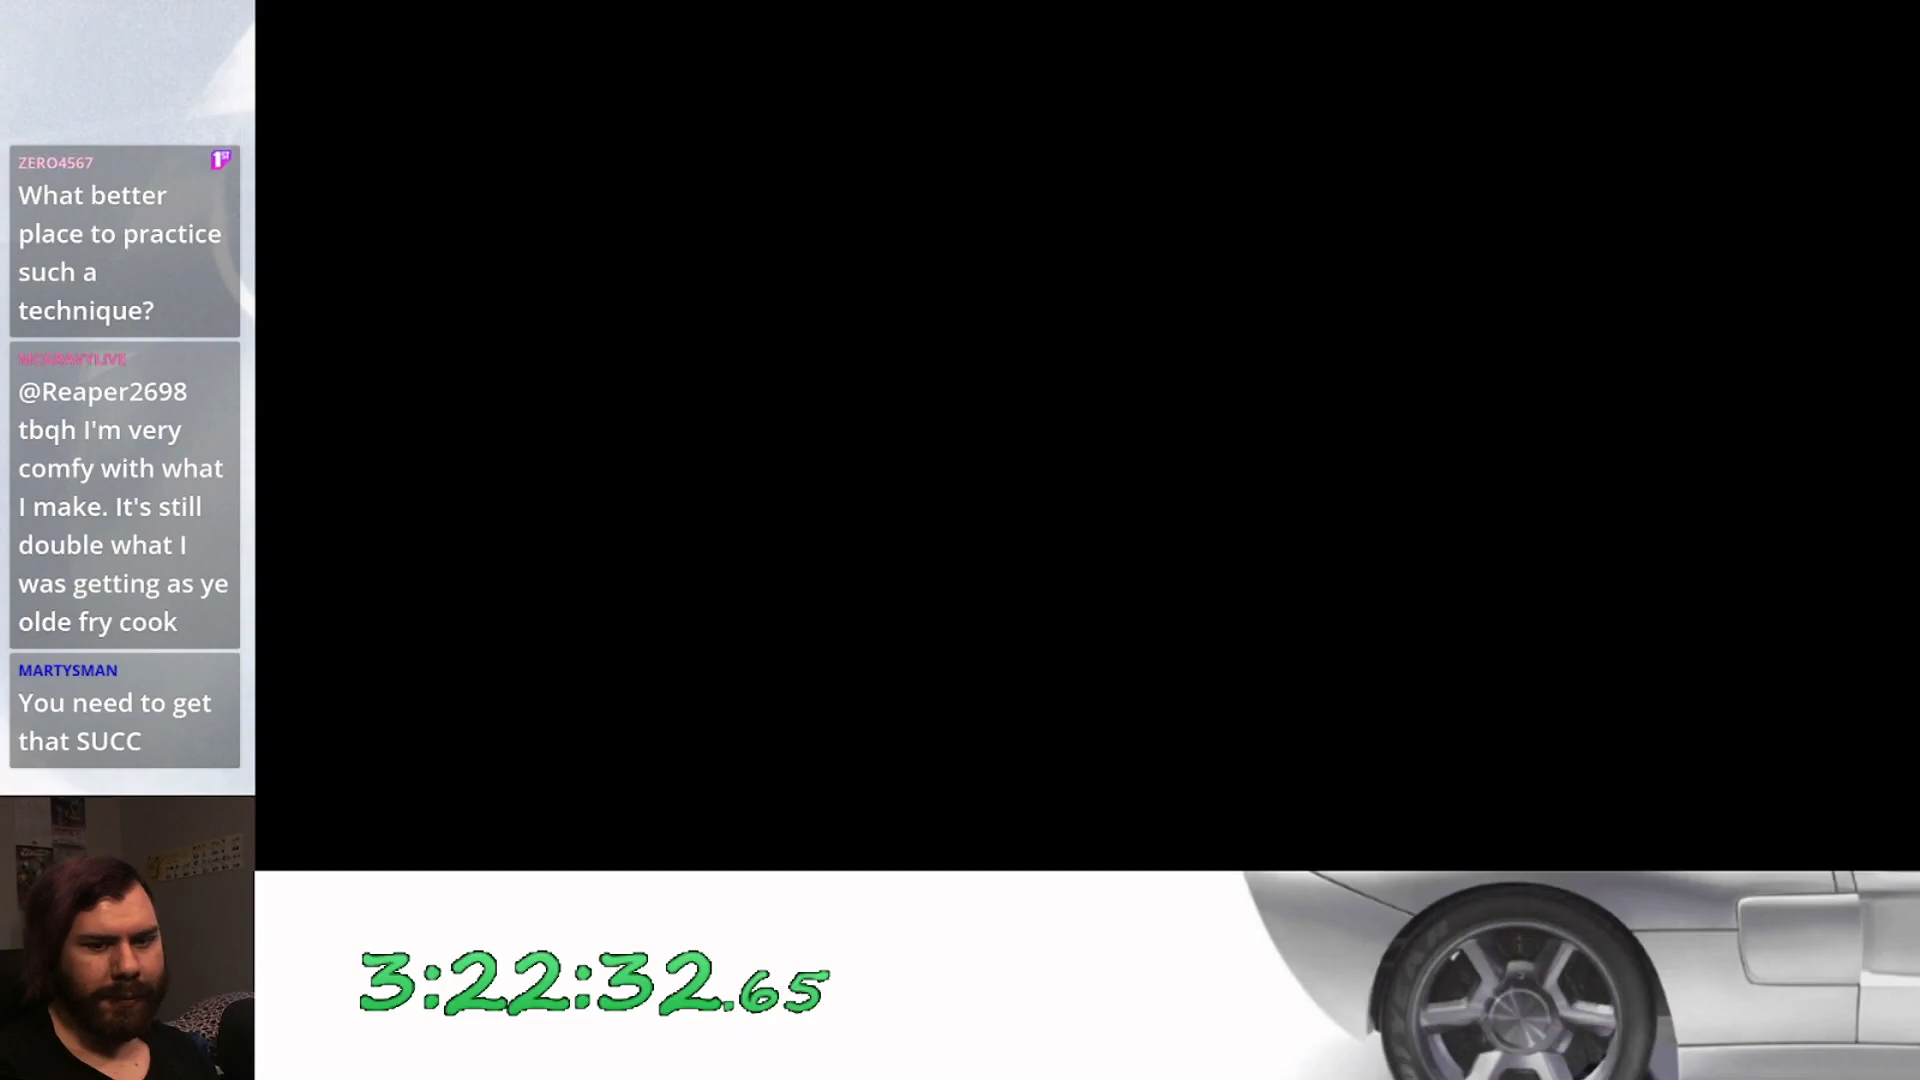 ZERO4567
What better
place to practice
such a
technique?
@Reaper2698
tbqh I'm very
comfy with what
I make. It's still
double what I
was getting as ye
olde fry cook
MARTYSMAN
You need to get
that SUCC
3:22:32.65